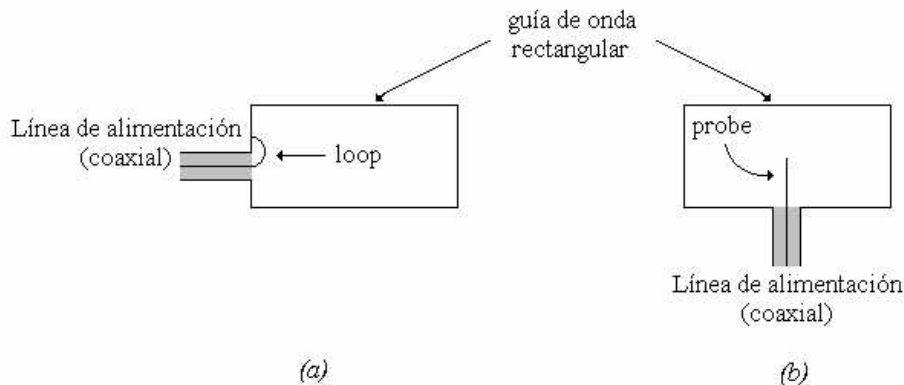 guía de onda
rectangular
Línea de alimentación
(coaxial)
loop
probe
Línea de alimentación
(coaxial)
(a)
(b)